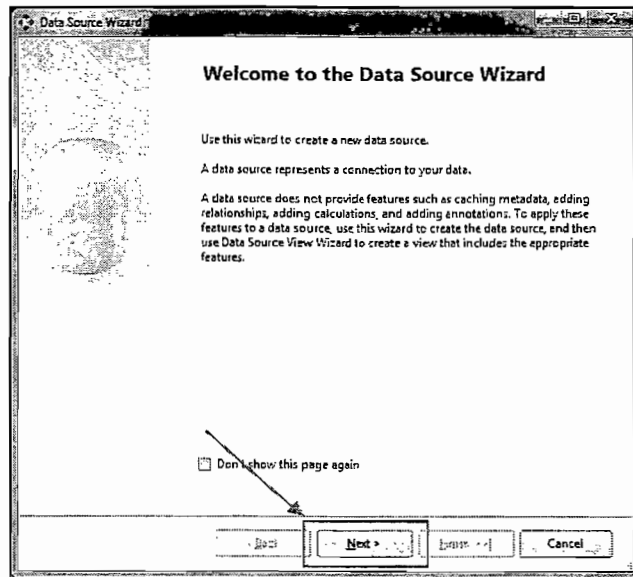 Data Source Wizard
Welcome to the Data Source Wizard
Use this wizard to create a new data source.
A data source represents a connection to your data.
A data source does not provide features such as caching metadata, adding
relationships, adding calculations, and adding annotations. To apply these
features to a data source, use this wizard to create the data source, and then
use Data Source View Wizard to create a view that includes the appropriate
features.
Don't show this page again
Next >
Cancel